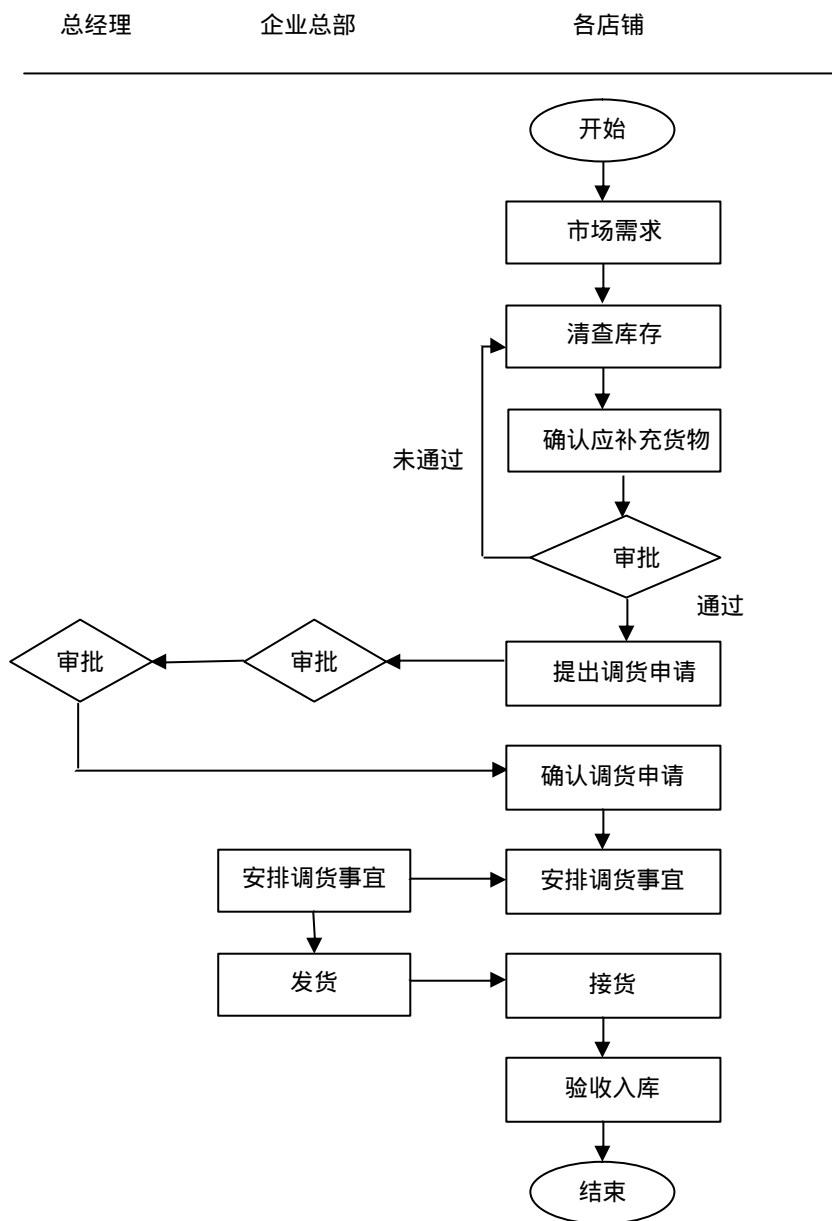 总经理 企业总部 各店铺
开始
市场需求
清查库存
确认应补充货物
未通过
审批
通过
审批 审批 提出调货申请
确认调货申请
安排调货事宜 安排调货事宜
发货 接货
验收入库
结束